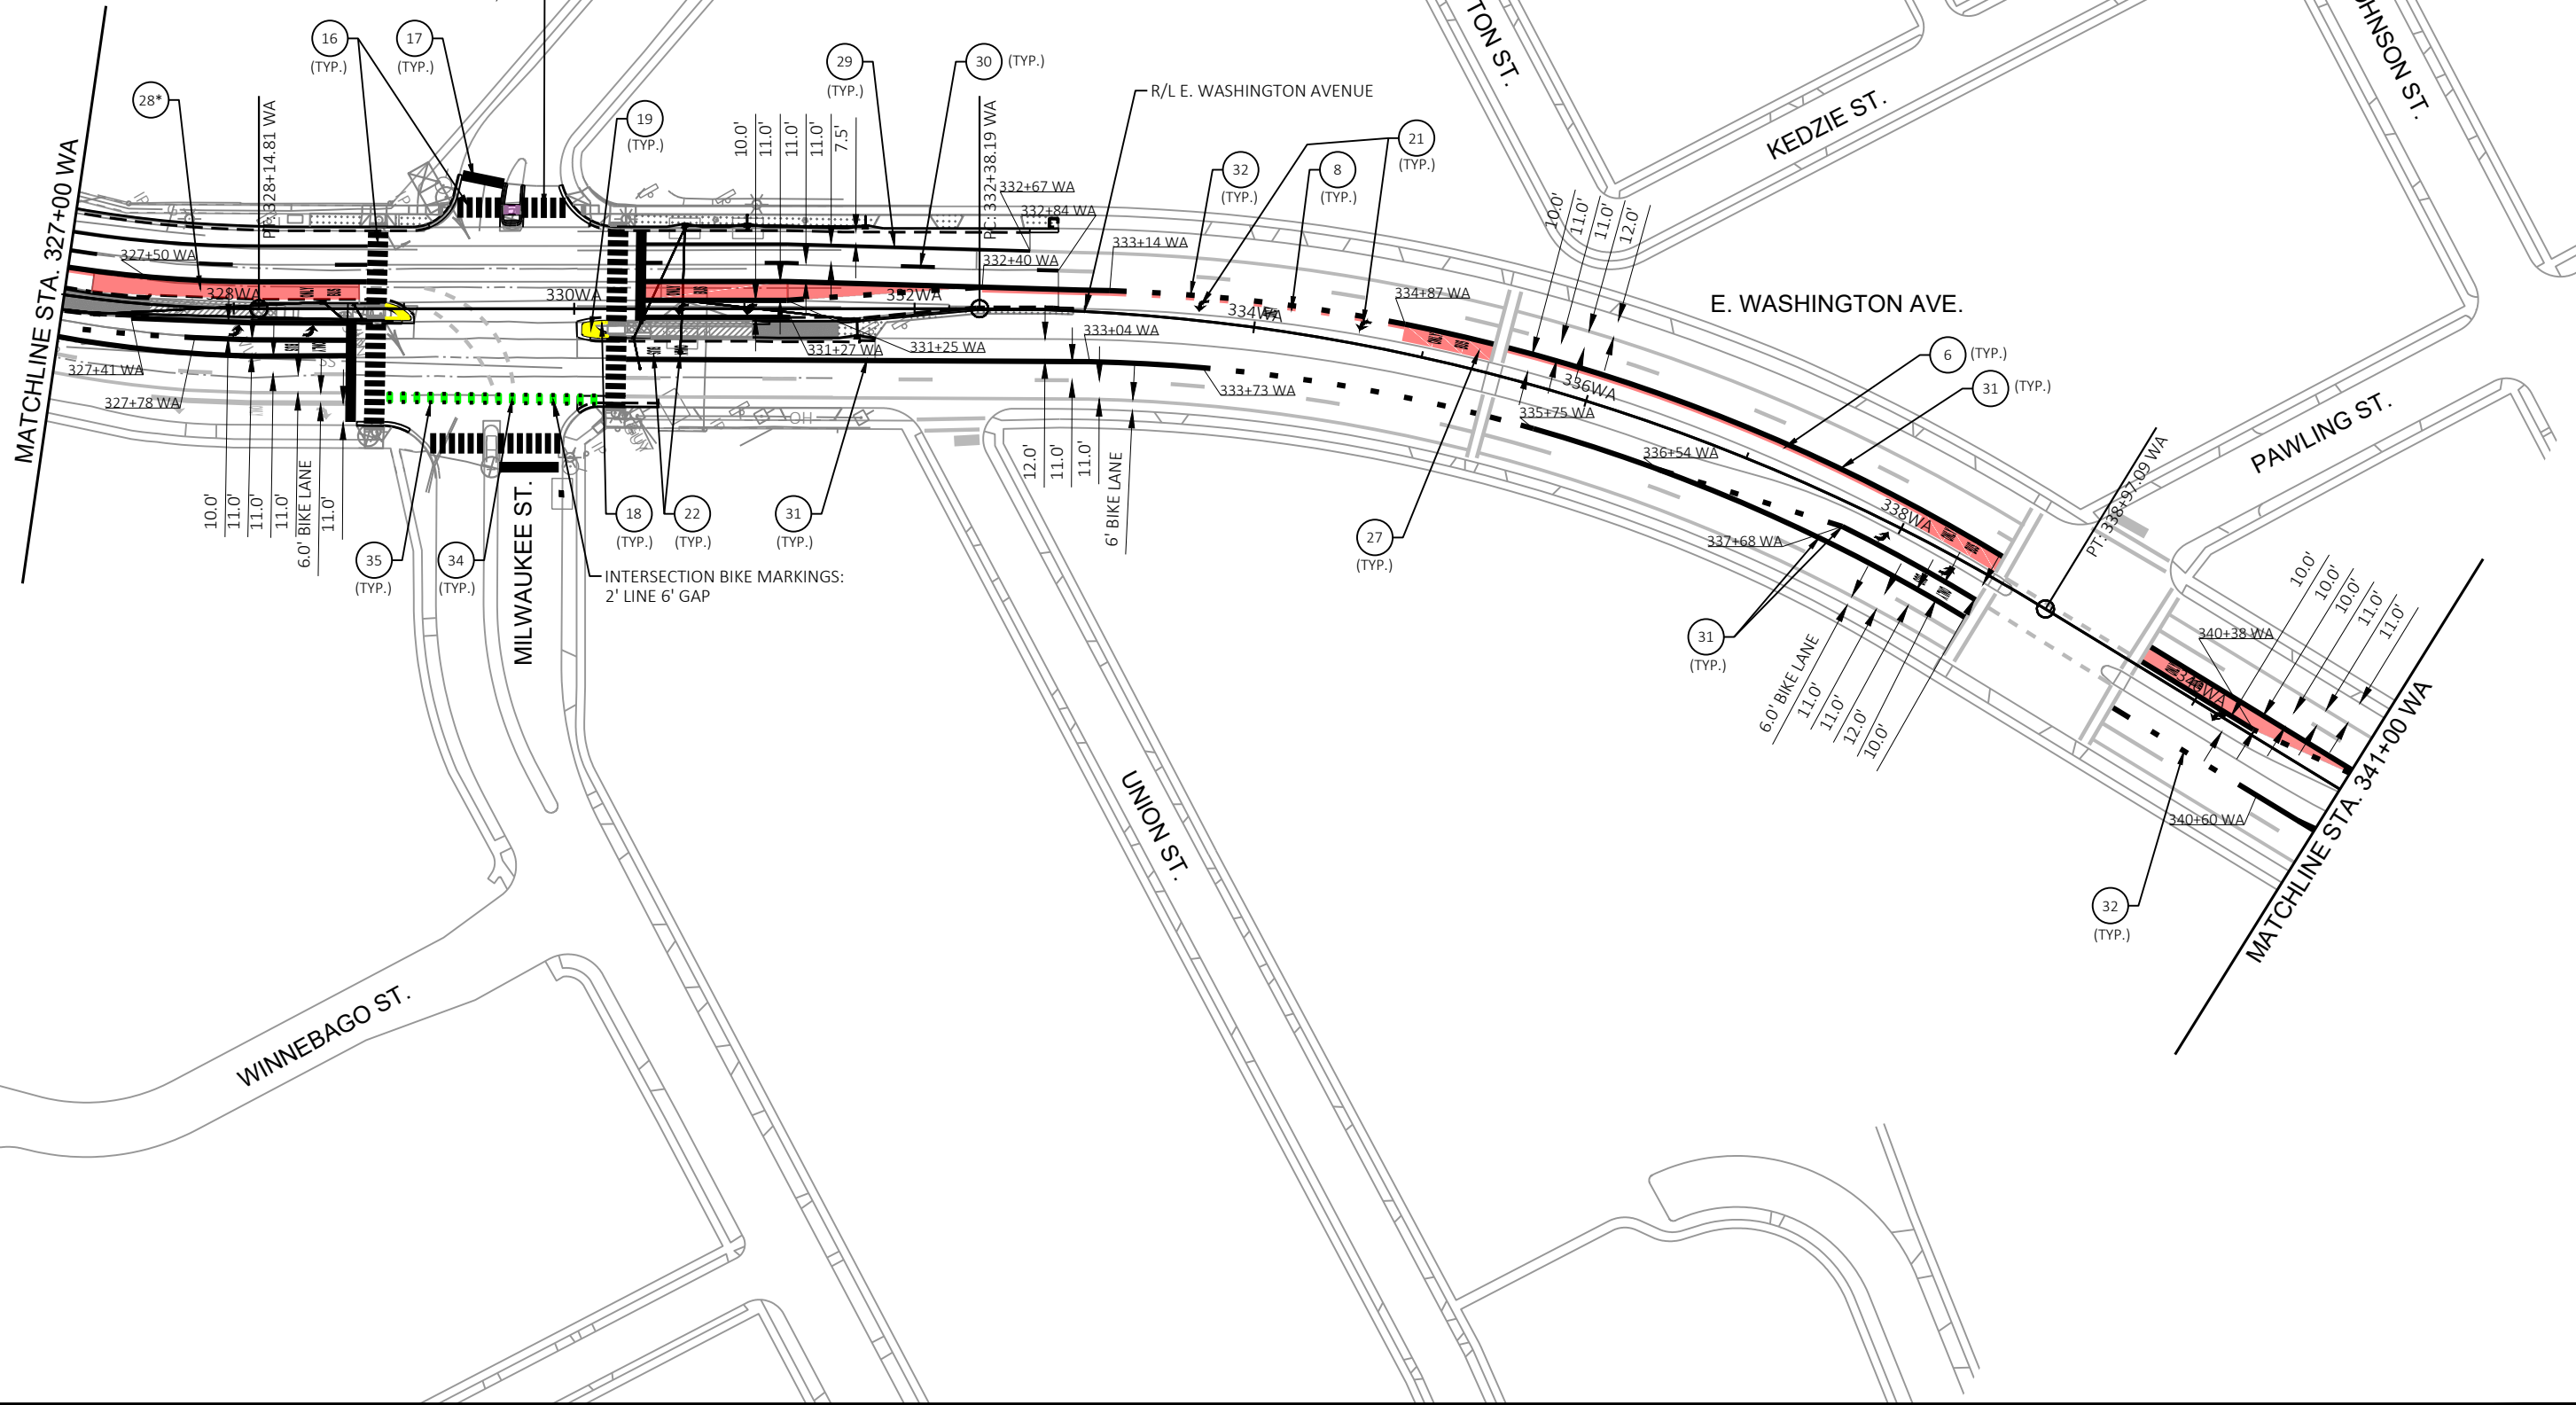 16
(TYP.)
17
(TYP.)
28*
29
(TYP.)
30 (TYP.)
R/L E. WASHINGTON AVENUE
TON ST.
KEDZIE ST.
OHNSON ST.
19
(TYP.)
10.0'
11.0'
11.0'
11.0'
7.5'
PC: 332+38.19 WA
328+14.81 WA
332+67 WA
332+84 WA
333+14 WA
332+40 WA
32
(TYP.)
8
(TYP.)
21
(TYP.)
10.0'
11.0'
11.0'
12.0'
MATCHLINE STA. 327+00 WA
327+50 WA
328WA
330WA
332WA
334WA
334+87 WA
E. WASHINGTON AVE.
6 (TYP.)
31 (TYP.)
336WA
338WA
327+41 WA
327+78 WA
331+27 WA
331+25 WA
333+04 WA
333+73 WA
335+75 WA
336+54 WA
337+68 WA
OH
PT: 338+97.09 WA
PAWLING ST.
10.0'
11.0'
11.0'
11.0'
6.0' BIKE LANE
11.0'
12.0'
11.0'
11.0'
6' BIKE LANE
18
(TYP.)
22
(TYP.)
31
(TYP.)
27
(TYP.)
35
(TYP.)
34
(TYP.)
MILWAUKEE ST.
INTERSECTION BIKE MARKINGS:
2' LINE 6' GAP
31
(TYP.)
6.0' BIKE LANE
11.0'
11.0'
12.0'
10.0'
10.0'
10.0'
10.0'
11.0'
11.0'
340+38 WA
340WA
340+60 WA
MATCHLINE STA. 341+00 WA
32
(TYP.)
UNION ST.
WINNEBAGO ST.